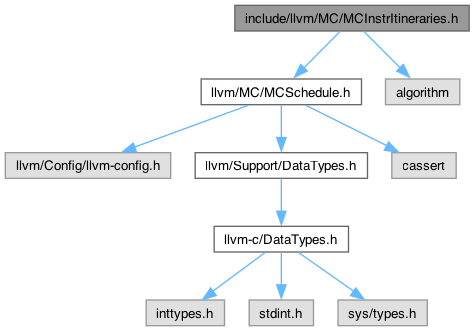 include/llvm/MC/MCInstrItineraries.h
llvm/MC/MCSchedule.h
algorithm
llvm/Config/llvm-config.h
llvm/Support/DataTypes.h
cassert
llvm-c/DataTypes.h
inttypes.h
stdint.h
sys/types.h